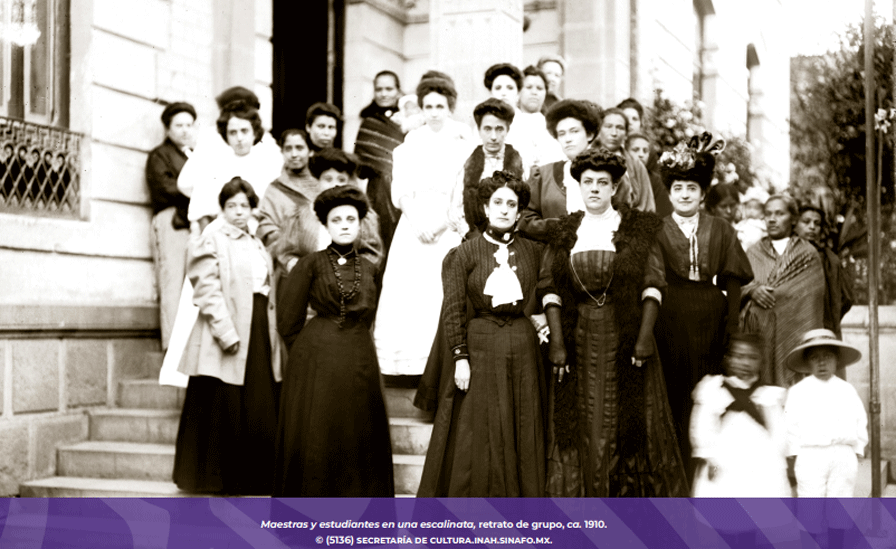 Maestras y estudiantes en una escalinata, retrato de grupo, ca. 1910.
© (5136) SECRETARÍA DE CULTURA.INAH.SINAFO.MX.